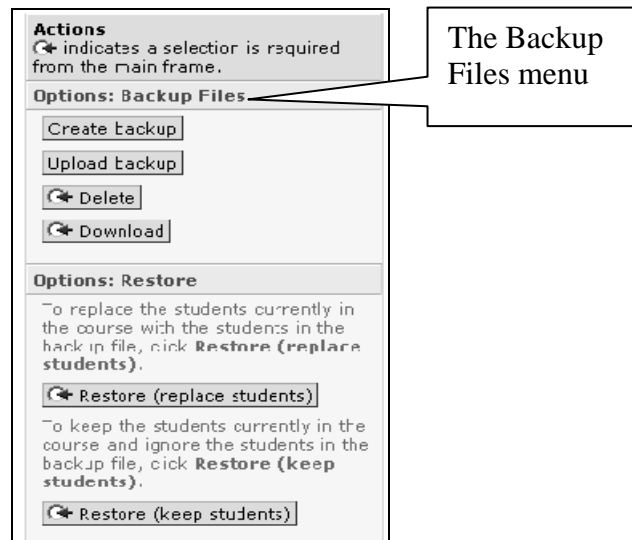 Actions
indicates a selection is required
from the main frame.
Options: Backup Files
Create backup
Upload backup
Delete
Download
Options: Restore
To replace the students currently in
the course with the students in the
backup file, click Restore (replace
students).
Restore (replace students)
To keep the students currently in the
course and ignore the students in the
backup file, click Restore (keep
students).
Restore (keep students)
The Backup
Files menu